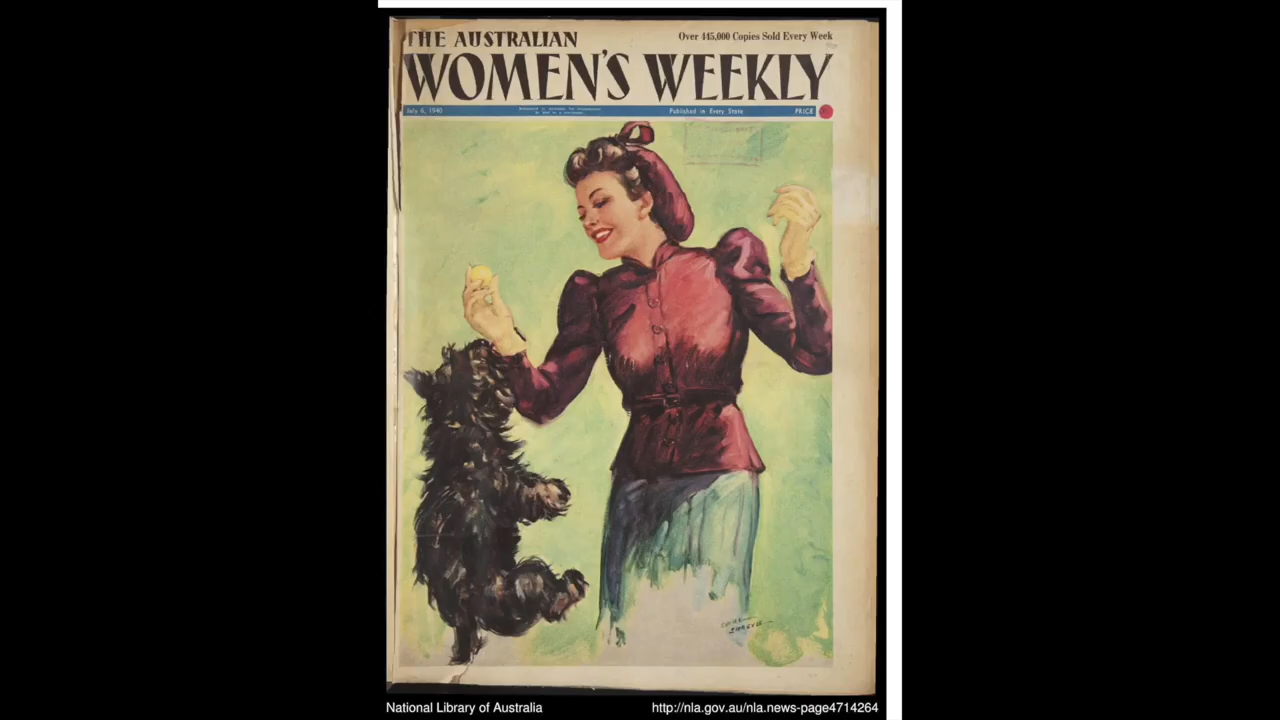 THE AUSTRALIAN
Over 445,000 Copies Sold Every Week
WOMEN'S WEEKLY
July 6, 1940
Published in Every State
PRICE
National Library of Australia
http://nla.gov.au/nla.news-page4714264